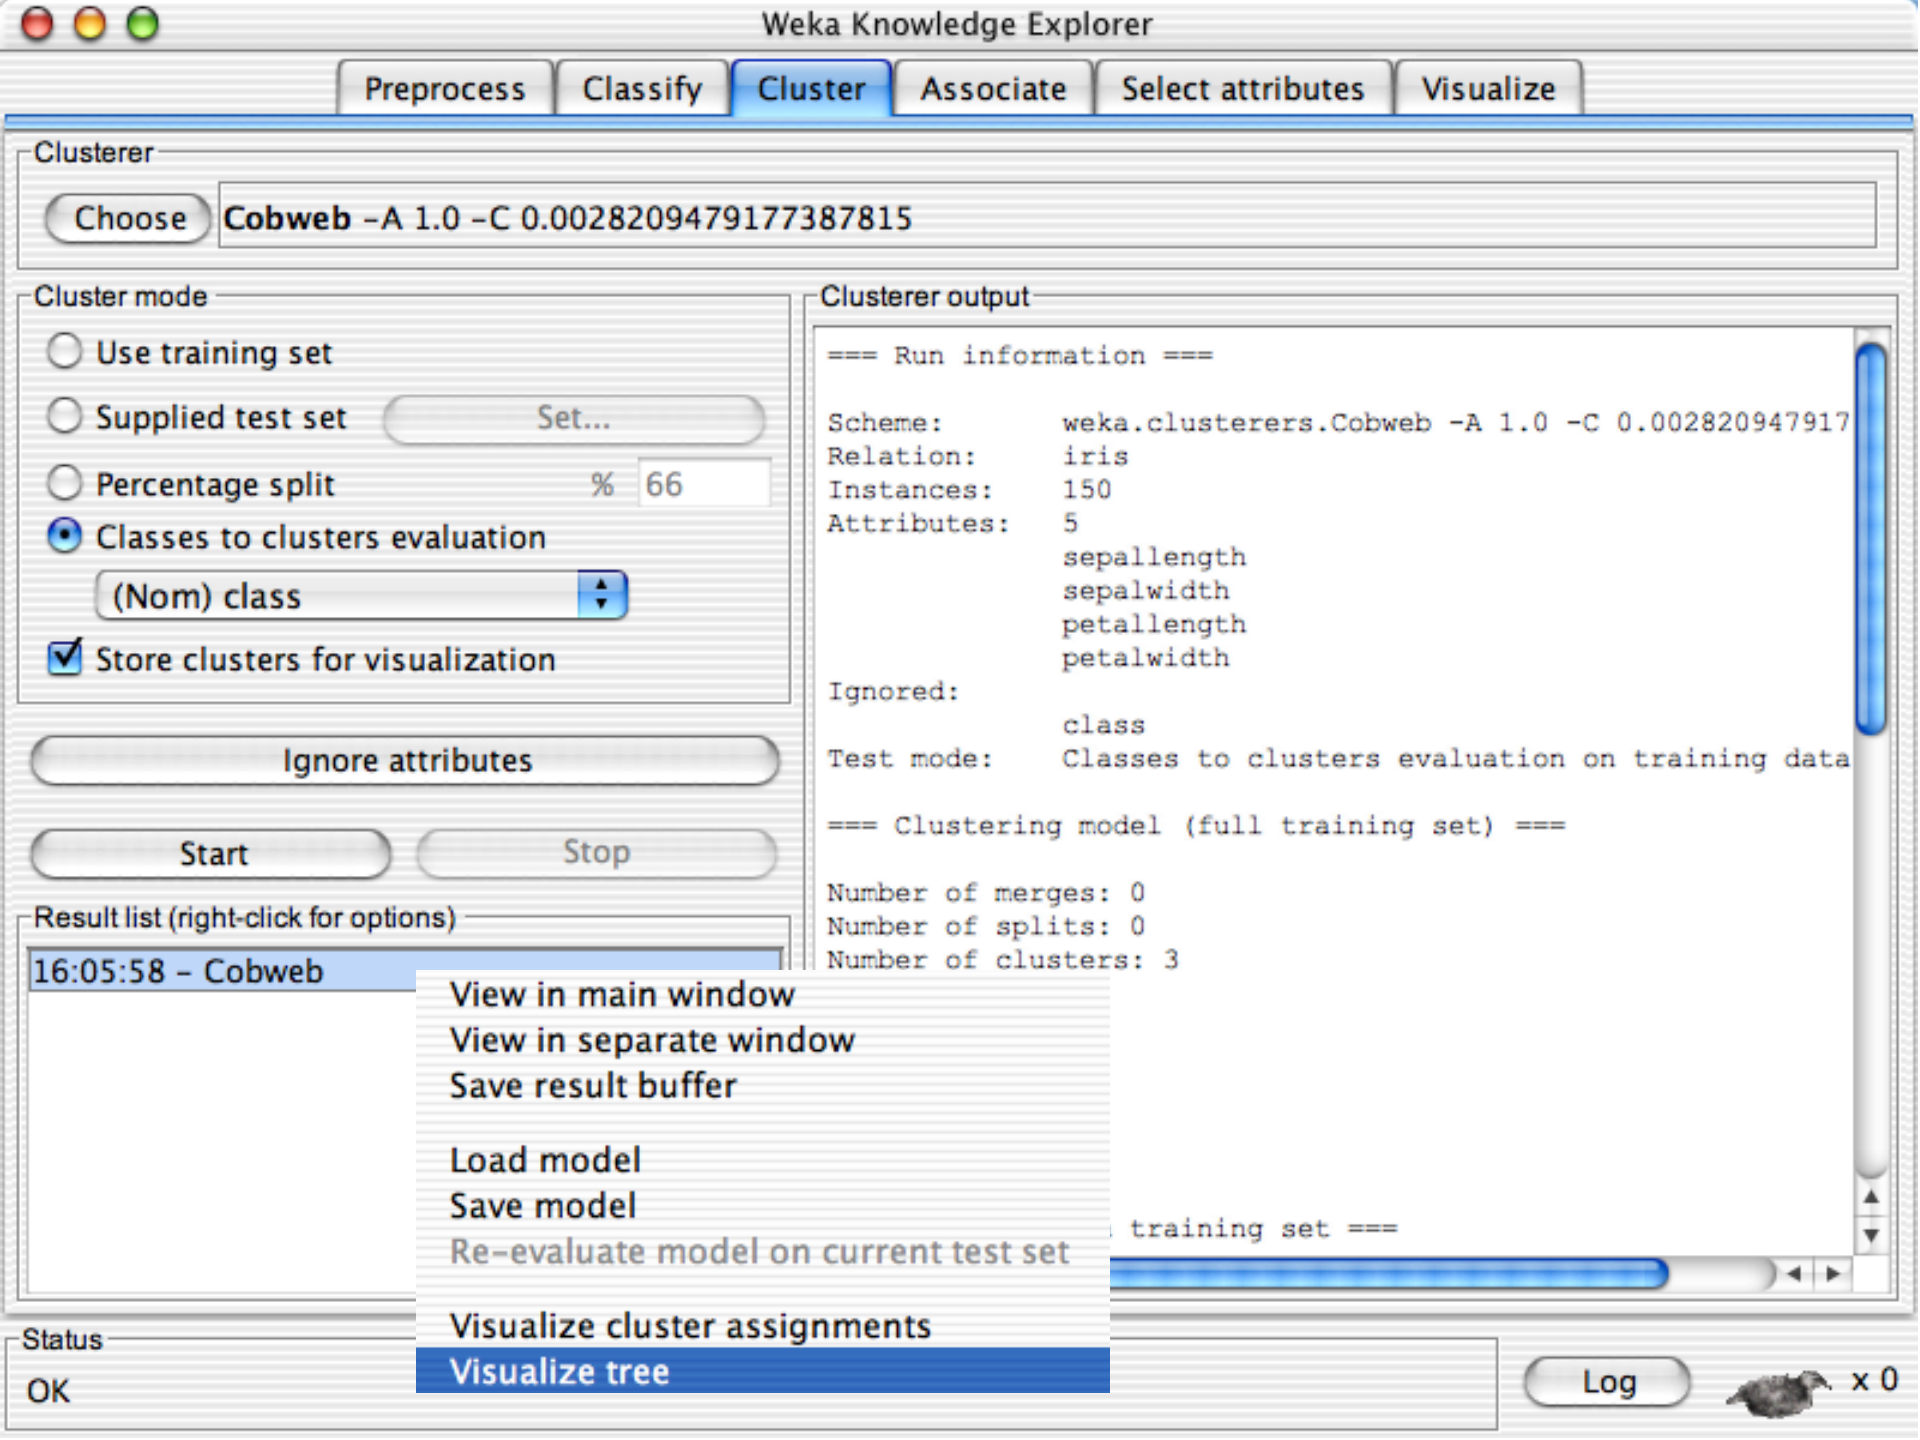 Weka Knowledge Explorer
Preprocess Classify Cluster Associate Select attributes Visualize
Clusterer
Choose Cobweb -A 1.0 -C 0.0028209479177387815
Cluster mode
Use training set
Supplied test set Set...
Percentage split % 66
Classes to clusters evaluation
(Nom) class
Store clusters for visualization
Ignore attributes
Start Stop
Result list (right-click for options)
16:05:58 - Cobweb
Clusterer output
=== Run information ===
Scheme: weka.clusterers.Cobweb -A 1.0 -C 0.002820947917
Relation: iris
Instances: 150
Attributes: 5
sepallength
sepalwidth
petallength
petalwidth
Ignored:
class
Test mode: Classes to clusters evaluation on training data
=== Clustering model (full training set) ===
Number of merges: 0
Number of splits: 0
Number of clusters: 3
training set ===
View in main window
View in separate window
Save result buffer
Load model
Save model
Re-evaluate model on current test set
Visualize cluster assignments
Visualize tree
Status
OK
Log x 0